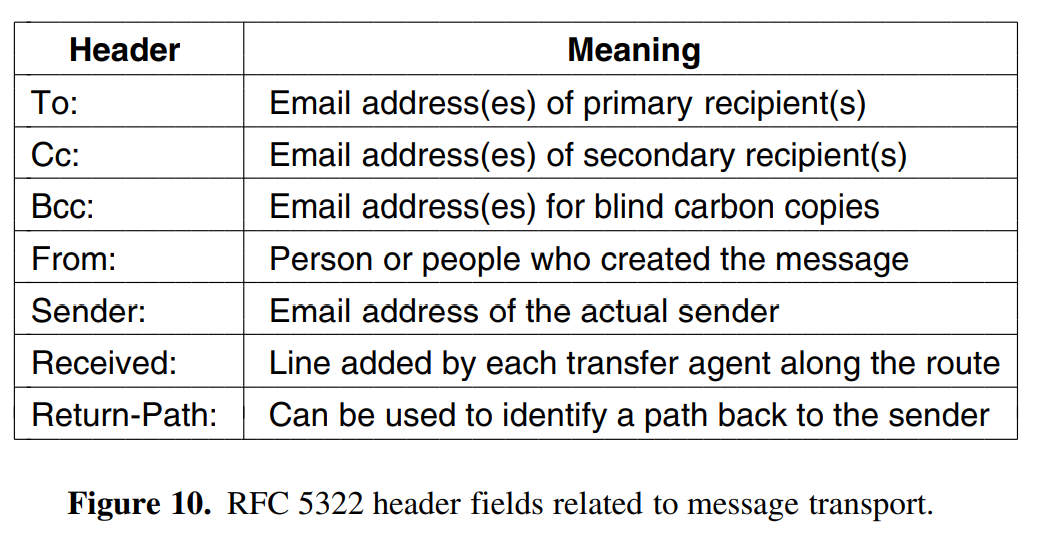 Header Meaning
To: Email address(es) of primary recipient(s)
Cc: Email address(es) of secondary recipient(s)
Bcc: Email address(es) for blind carbon copies
From: Person or people who created the message
Sender: Email address of the actual sender
Received: Line added by each transfer agent along the route
Return-Path: Can be used to identify a path back to the sender
Figure 10. RFC 5322 header fields related to message transport.